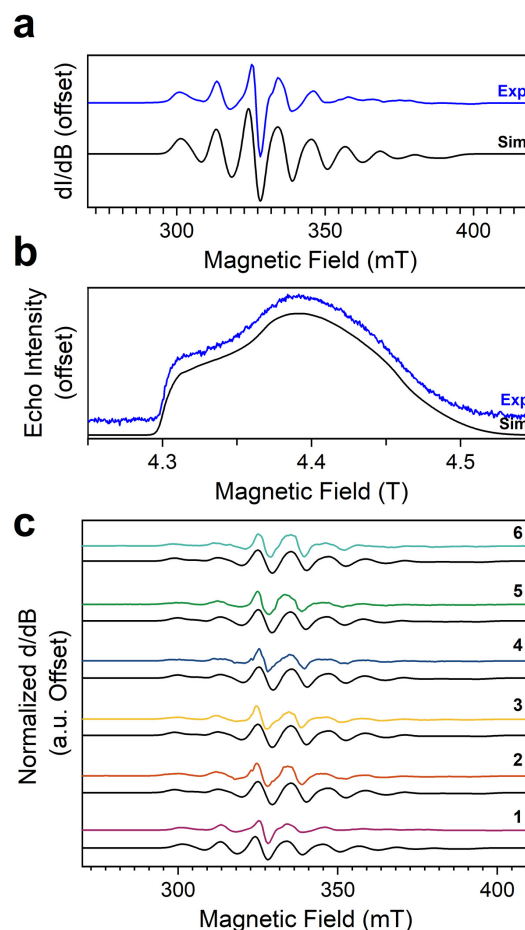 a
dI/dB (offset)
Exp
Sim
300
350
400
Magnetic Field (mT)
b
Echo Intensity
(offset)
Exp
Sim
4.3
4.4
4.5
Magnetic Field (T)
c
Normalized d/dB
(a.u. Offset)
6
5
4
3
2
1
300
350
400
Magnetic Field (mT)